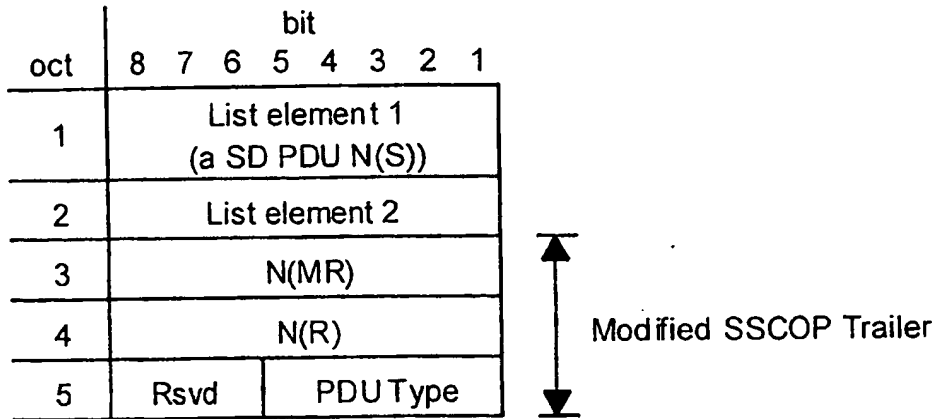 bit
oct 8 7 6 5 4 3 2 1
1 List element 1
(a SD PDU N(S))
2 List element 2
3 N(MR)
4 N(R)
Modified SSCOP Trailer
5 Rsvd PDU Type